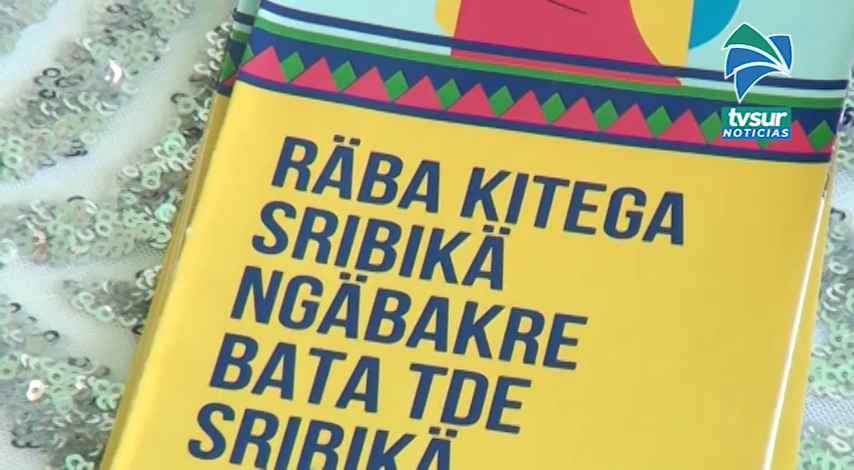 tvsur
NOTICIAS
RÄBA KITEGA
SRIBIKÄ
NGÄBAKRE
BATA TDE
SRIBIKÄ